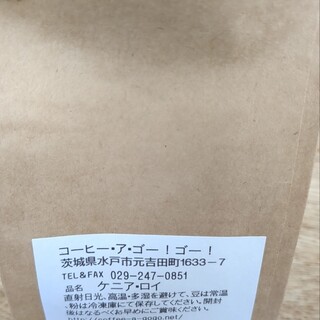 コーヒー・ア・ゴー!ゴー!
茨城県水戸市元吉田町1633-7
TEL&FAX 029-247-0851
品名 ケニア・ロイ
直射日光、高温・多湿を避けて、豆は常温
・粉は冷凍庫にて保存してください。開封
後はなるべくお早めにご賞味ください。
http://coffee-a-gogo.net/